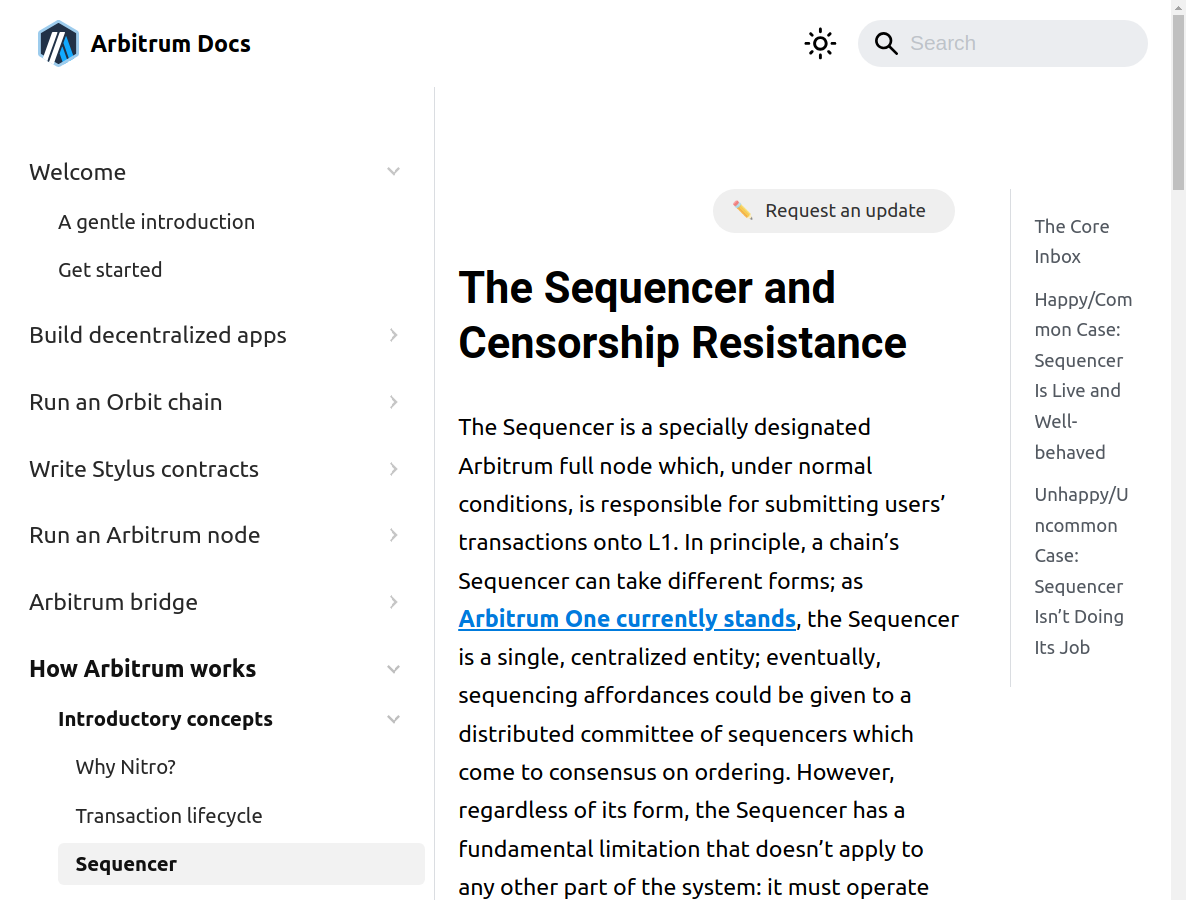 Arbitrum Docs
Search
Welcome
A gentle introduction
Get started
Build decentralized apps
Run an Orbit chain
Write Stylus contracts
Run an Arbitrum node
Arbitrum bridge
How Arbitrum works
Introductory concepts
Why Nitro?
Transaction lifecycle
Sequencer
Request an update
The Sequencer and
Censorship Resistance
The Sequencer is a specially designated
Arbitrum full node which, under normal
conditions, is responsible for submitting users’
transactions onto L1. In principle, a chain’s
Sequencer can take different forms; as
Arbitrum One currently stands, the Sequencer
is a single, centralized entity; eventually,
sequencing affordances could be given to a
distributed committee of sequencers which
come to consensus on ordering. However,
regardless of its form, the Sequencer has a
fundamental limitation that doesn’t apply to
any other part of the system: it must operate
The Core
Inbox
Happy/Com
mon Case:
Sequencer
Is Live and
Well-
behaved
Unhappy/U
ncommon
Case:
Sequencer
Isn’t Doing
Its Job